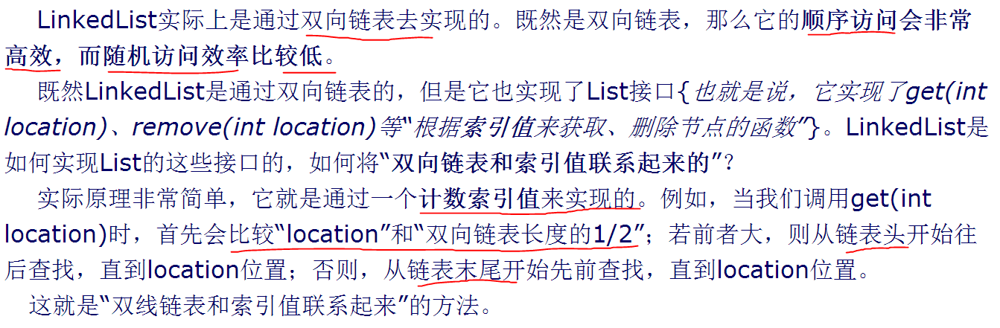 LinkedList实际上是通过双向链表去实现的。既然是双向链表，那么它的顺序访问会非常
高效，而随机访问效率比较低。
既然LinkedList是通过双向链表的，但是它也实现了List接口{也就是说，它实现了get(int
location)、remove(int location)等“根据索引值来获取、删除节点的函数”}。LinkedList是
如何实现List的这些接口的，如何将“双向链表和索引值联系起来的”？
实际原理非常简单，它就是通过一个计数索引值来实现的。例如，当我们调用get(int
location)时，首先会比较“location”和“双向链表长度的1/2”；若前者大，则从链表头开始往
后查找，直到location位置；否则，从链表末尾开始先前查找，直到location位置。
这就是“双线链表和索引值联系起来”的方法。